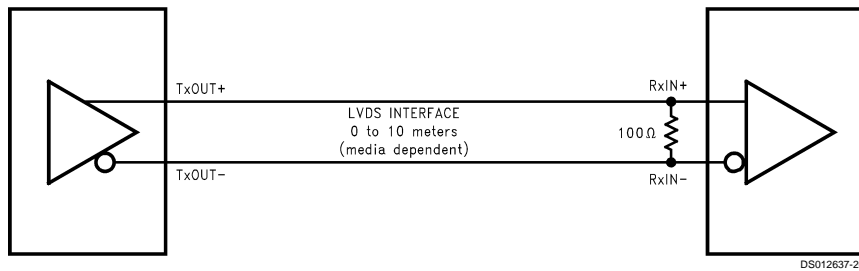 TxOUT+
RxIN+
LVDS INTERFACE
0 to 10 meters
(media dependent)
100Ω
TxOUT−
RxIN−
DS012637-2